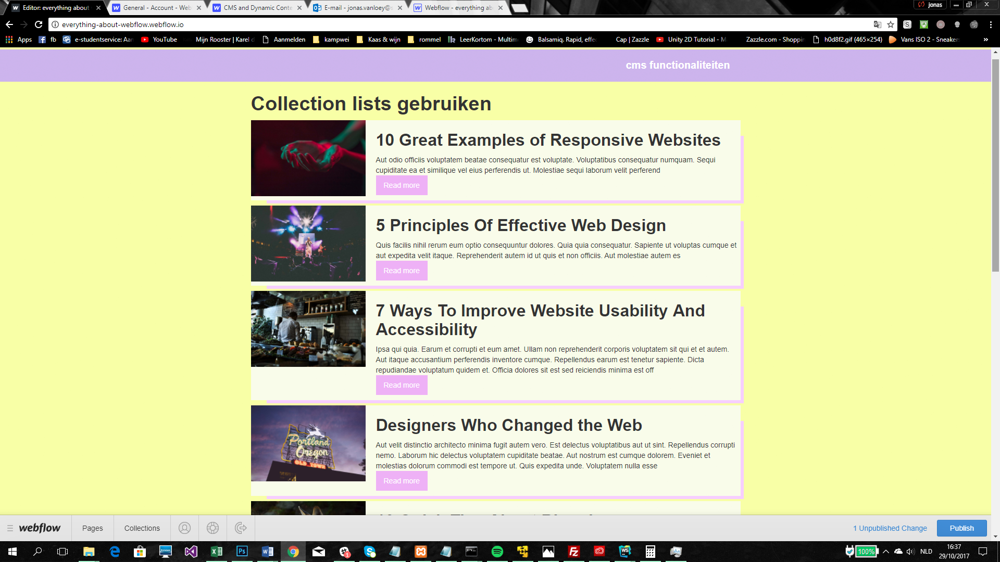 Editor: everything about
General - Account - Web
CMS and Dynamic Conte
E-mail - jonas.vanloey@s
Webflow - everything ab
jonas
everything-about-webflow.webflow.io
Apps
fb
e-studentservice: Aan
YouTube
Mijn Rooster | Karel d
Aanmelden
kampwei
Kaas & wijn
rommel
LeerKortom - Multim
Balsamiq. Rapid, effe
Cap | Zazzle
Unity 2D Tutorial - M
Zazzle.com - Shoppin
h0d8f2.gif (465×254)
Vans ISO 2 - Sneaker
»
cms functionaliteiten
Collection lists gebruiken
10 Great Examples of Responsive Websites
Aut odio officiis voluptatem beatae consequatur est voluptate. Voluptatibus consequatur numquam. Sequi
cupiditate ea et similique vel eius perferendis ut. Molestiae sequi laborum velit perferend
Read more
5 Principles Of Effective Web Design
Quis facilis nihil rerum eum optio consequuntur dolores. Quia quia consequatur. Sapiente ut voluptas cumque et
aut expedita velit itaque. Reprehenderit autem id ut quis et non officiis. Aut molestiae autem es
Read more
7 Ways To Improve Website Usability And
Accessibility
Ipsa qui quia. Earum et corrupti et eum amet. Ullam non reprehenderit corporis voluptatem sit qui et et autem.
Aut itaque accusantium perferendis inventore cumque. Repellendus earum est tenetur sapiente. Dicta
repudiandae voluptatum quidem et. Officia dolores sit est sed reiciendis minima est off
Read more
Portland
Oregon
OLD TOWN
Designers Who Changed the Web
Aut velit distinctio architecto minima fugit autem vero. Est delectus voluptatibus aut ut sint. Repellendus corrupti
nemo. Laborum hic delectus voluptatem cupiditate beatae. Aut nostrum est cumque dolorem. Eveniet et
molestias dolorum commodi est tempore ut. Quis expedita unde. Voluptatem nulla esse
Read more
webflow
Pages
Collections
1 Unpublished Change
Publish
100%
NLD
16:37
29/10/2017